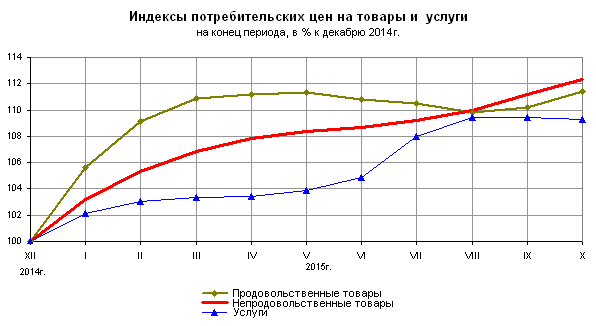 Индексы потребительских цен на товары и услуги
на конец периода, в % к декабрю 2014г.
114
112
110
108
106
104
102
100
XII I II III IV V VI VII VIII IX X
2014г. 2015г.
Продовольственные товары
Непродовольственные товары
Услуги